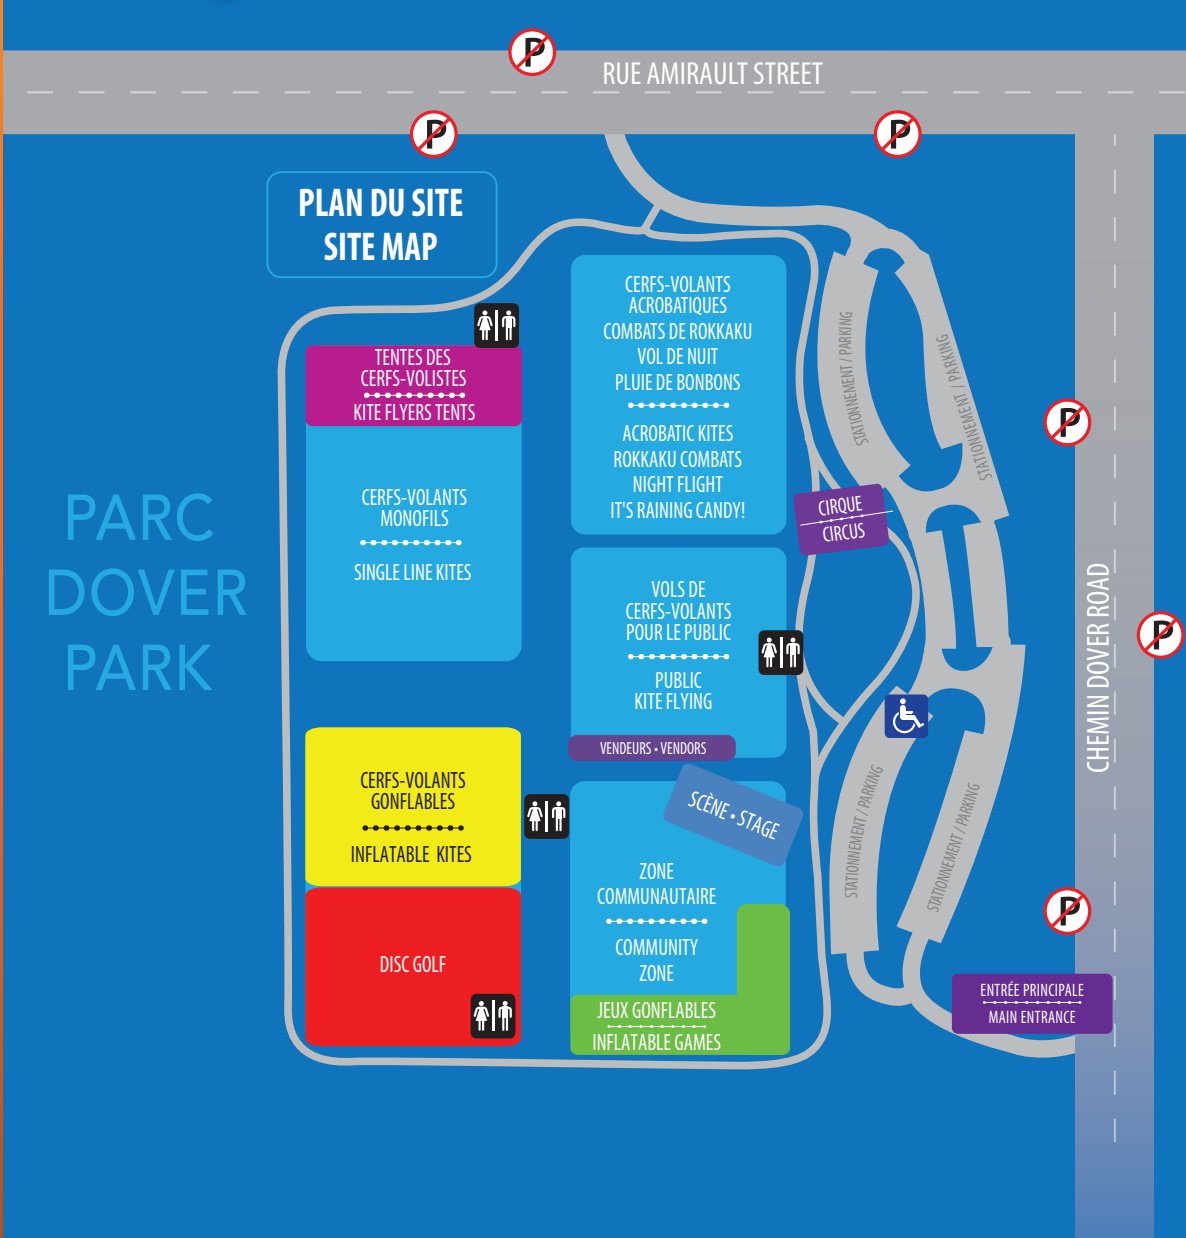 RUE AMIRAULT STREET
P
P
P
PLAN DU SITE
SITE MAP
CERFS-VOLANTS
ACROBATIQUES
COMBATS DE ROKKAKU
VOL DE NUIT
PLUIE DE BONBONS
ACROBATIC KITES
ROKKAKU COMBATS
NIGHT FLIGHT
IT'S RAINING CANDY!
TENTES DES
CERFS-VOLISTES
KITE FLYERS TENTS
CERFS-VOLANTS
MONOFILS
SINGLE LINE KITES
STATIONNEMENT / PARKING
STATIONNEMENT / PARKING
P
CIRQUE
CIRCUS
PARC
DOVER
PARK
VOLS DE
CERFS-VOLANTS
POUR LE PUBLIC
PUBLIC
KITE FLYING
VENDEURS • VENDORS
CHEMIN DOVER ROAD
P
CERFS-VOLANTS
GONFLABLES
INFLATABLE KITES
SCÈNE • STAGE
ZONE
COMMUNAUTAIRE
COMMUNITY
ZONE
STATIONNEMENT / PARKING
STATIONNEMENT / PARKING
P
DISC GOLF
JEUX GONFLABLES
INFLATABLE GAMES
ENTRÉE PRINCIPALE
MAIN ENTRANCE